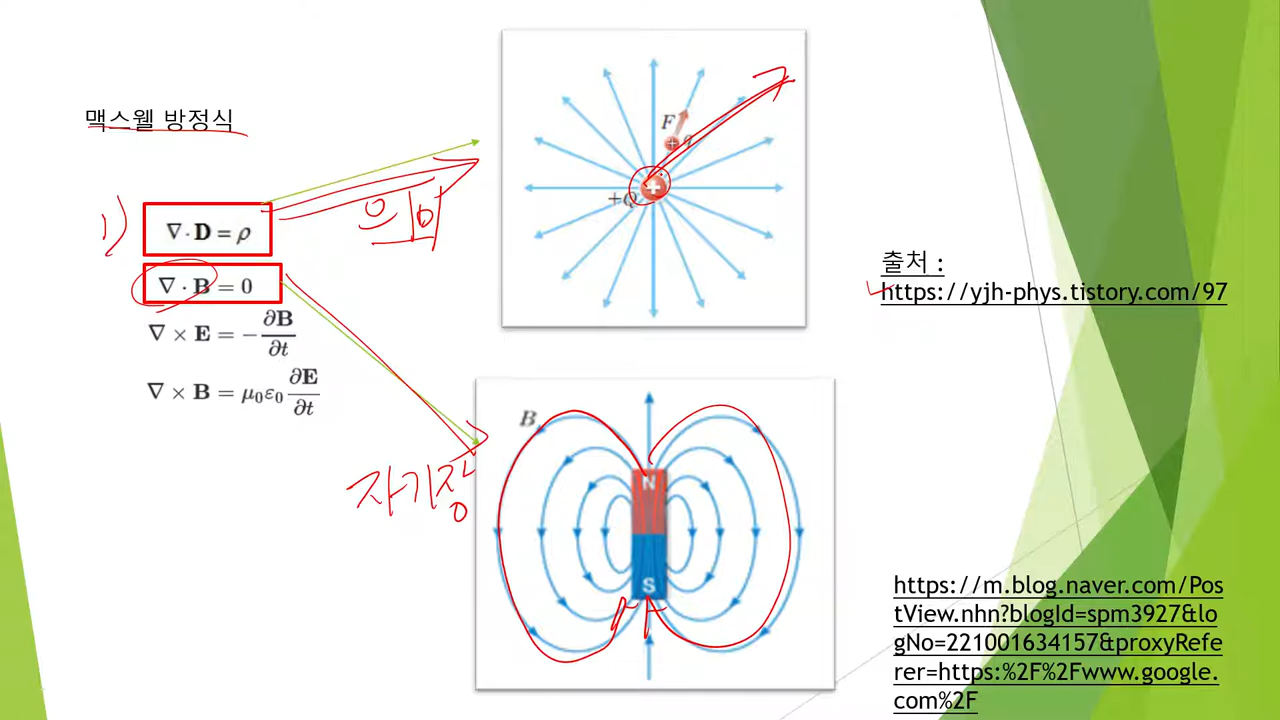 맥스웰 방정식
1)
∇ · D = ρ
∇ · B = 0
∇ × E = − ∂B/∂t
∇ × B = μ₀ε₀ ∂E/∂t
의미
자기장
F
q
+
+
+Q
B
N
S
출처 :
https://yjh-phys.tistory.com/97
https://m.blog.naver.com/Pos
tView.nhn?blogId=spm3927&lo
gNo=221001634157&proxyRefe
rer=https:%2F%2Fwww.google.
com%2F